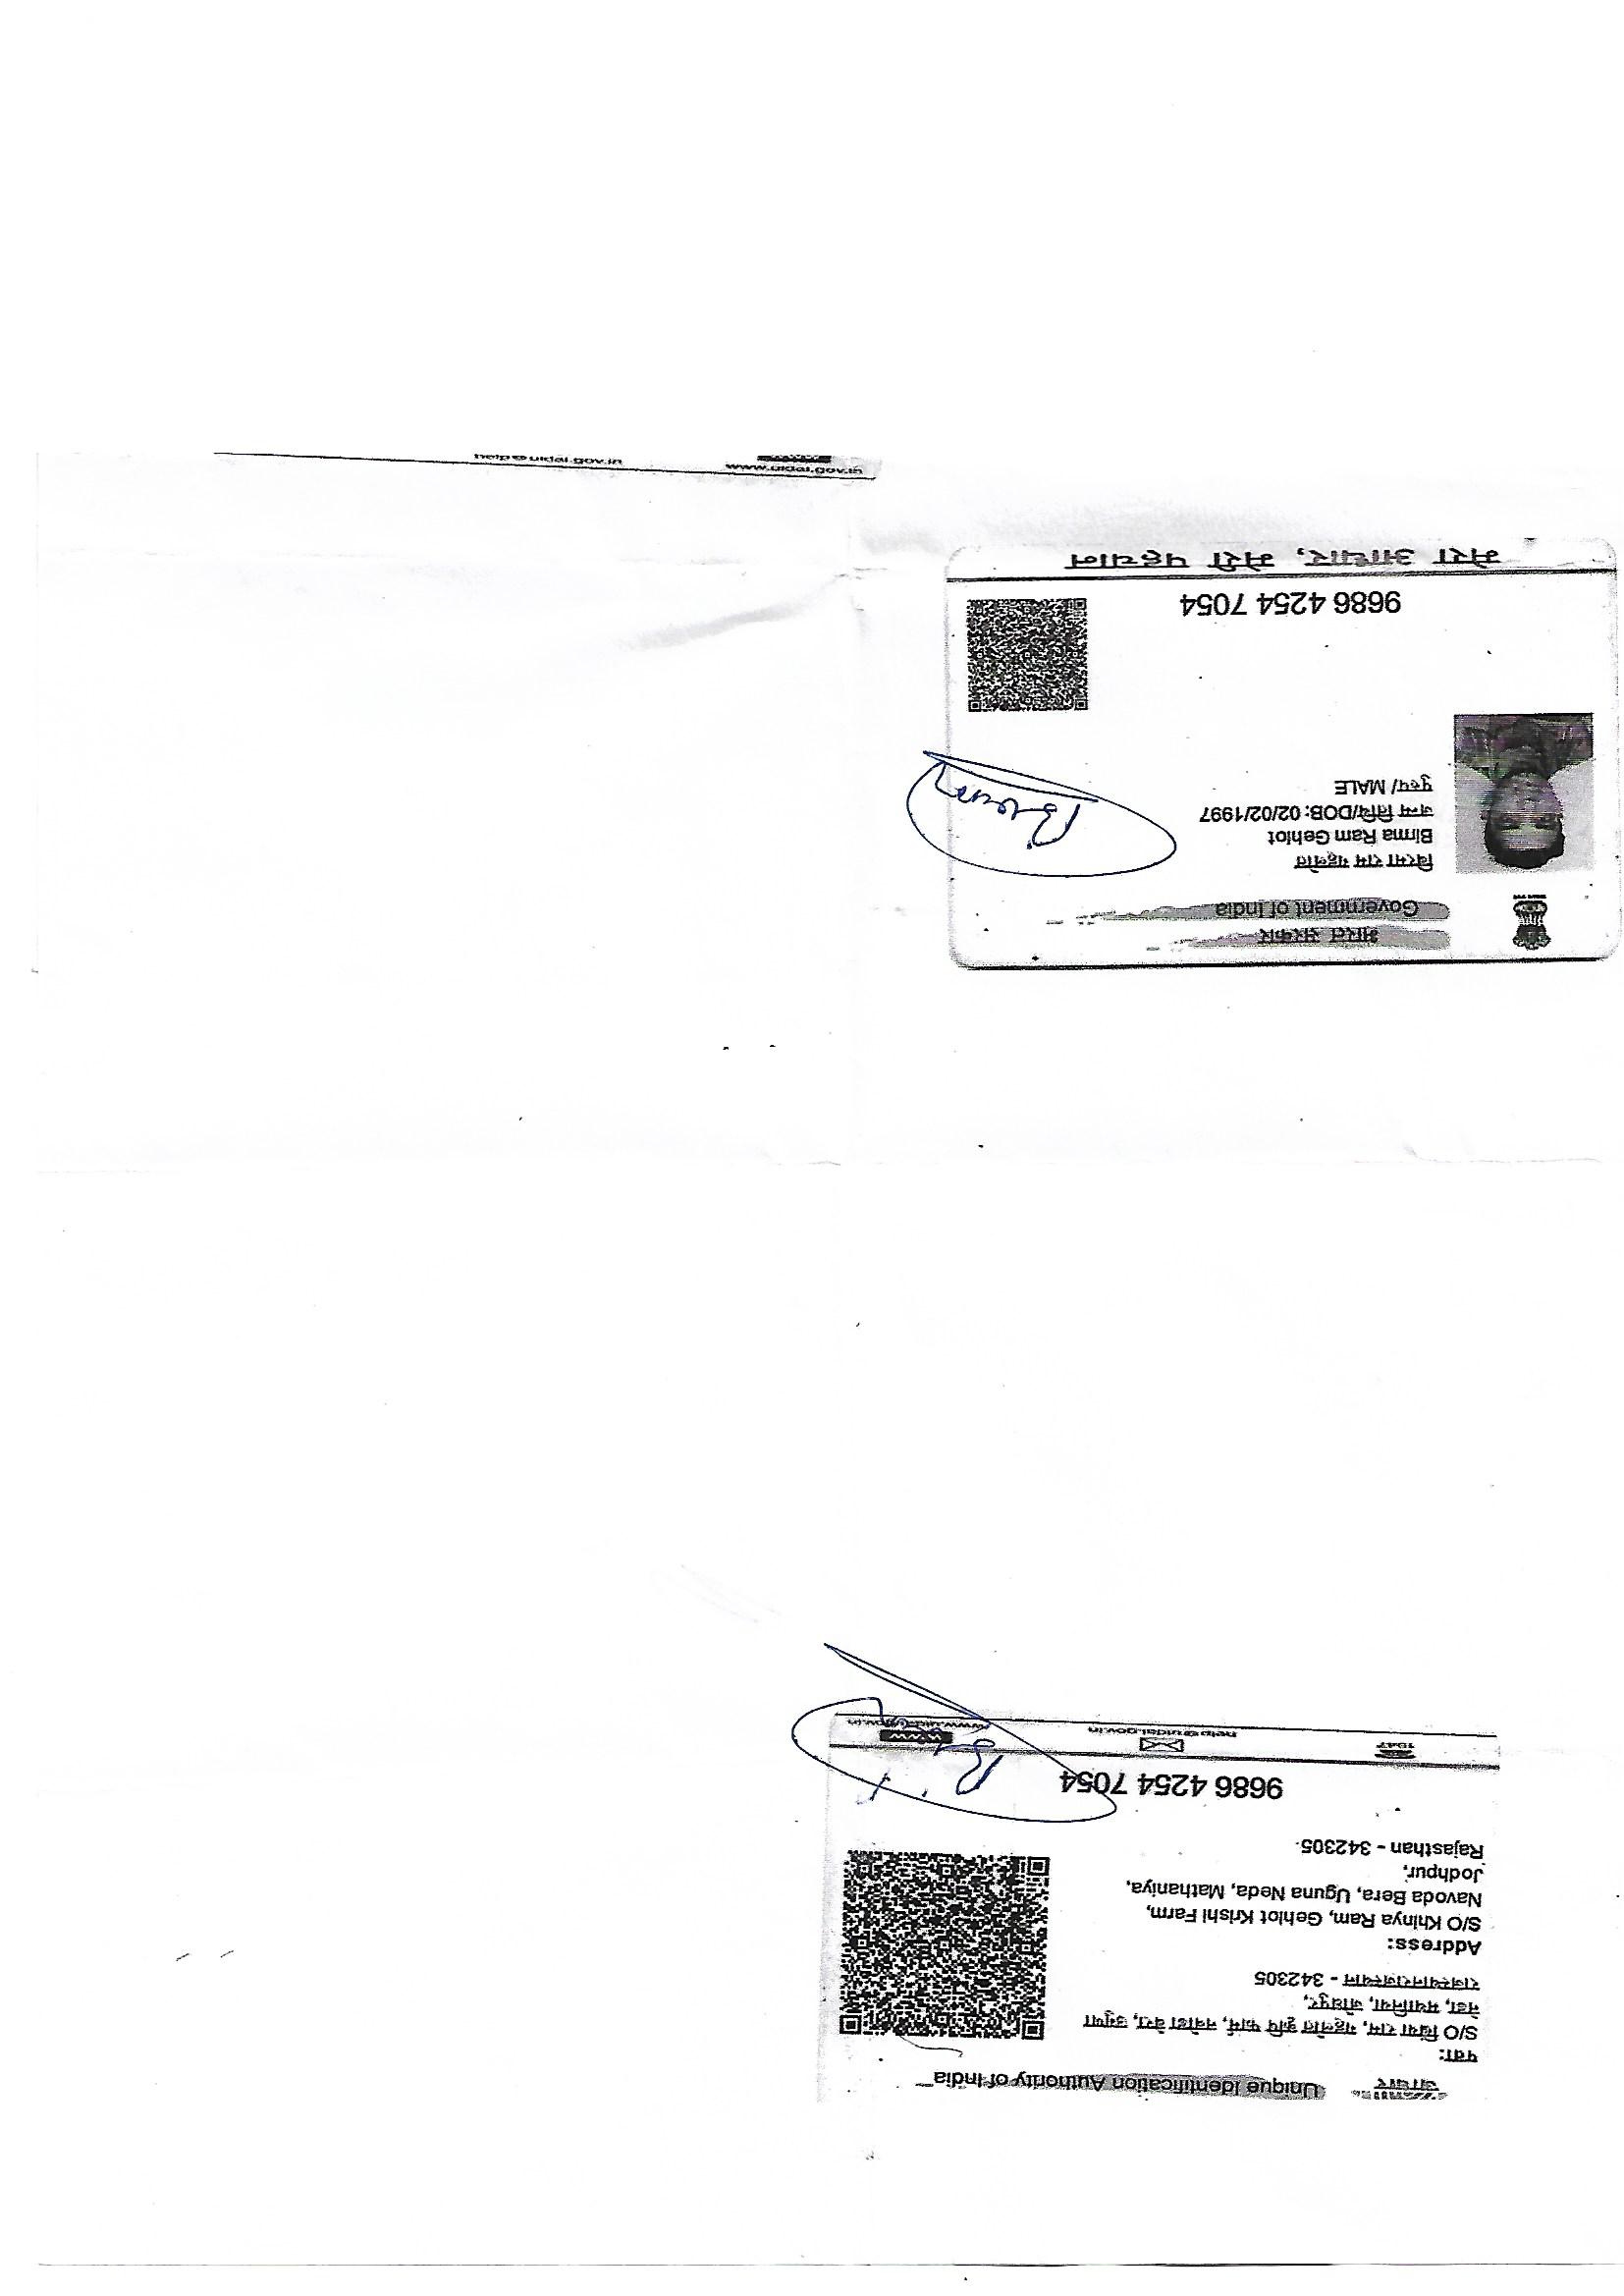 आधार
Unique Identification Authority of India
पता:
S/O खिंया राम, गहलोत कृषि फार्म, नवोडा बेरा, उगुणा
नेडा, मथानिया, जोधपुर,
राजस्थानराजस्थान - 342305
Address:
S/O Khinya Ram, Gehlot Krishi Farm,
Navoda Bera, Uguna Neda, Mathaniya,
Jodhpur,
Rajasthan - 342305
9686 4254 7054
1947
help@uidai.gov.in
www.uidai.gov.in
भारत सरकार
Government of India
बिरमा राम गहलोत
Birma Ram Gehlot
जन्म तिथि/DOB: 02/02/1997
पुरुष/ MALE
9686 4254 7054
मेरा आधार, मेरी पहचान
www.uidai.gov.in
help@uidai.gov.in